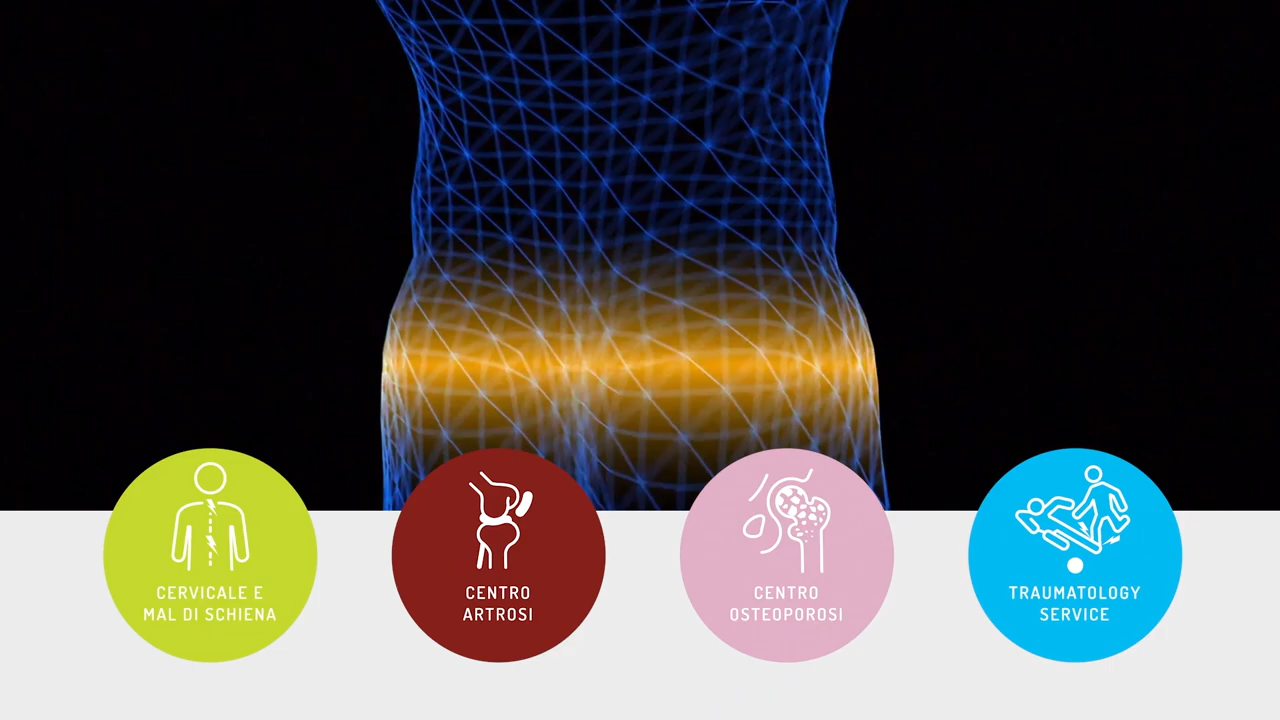 CERVICALE E
MAL DI SCHIENA
CENTRO
ARTROSI
CENTRO
OSTEOPOROSI
TRAUMATOLOGY
SERVICE